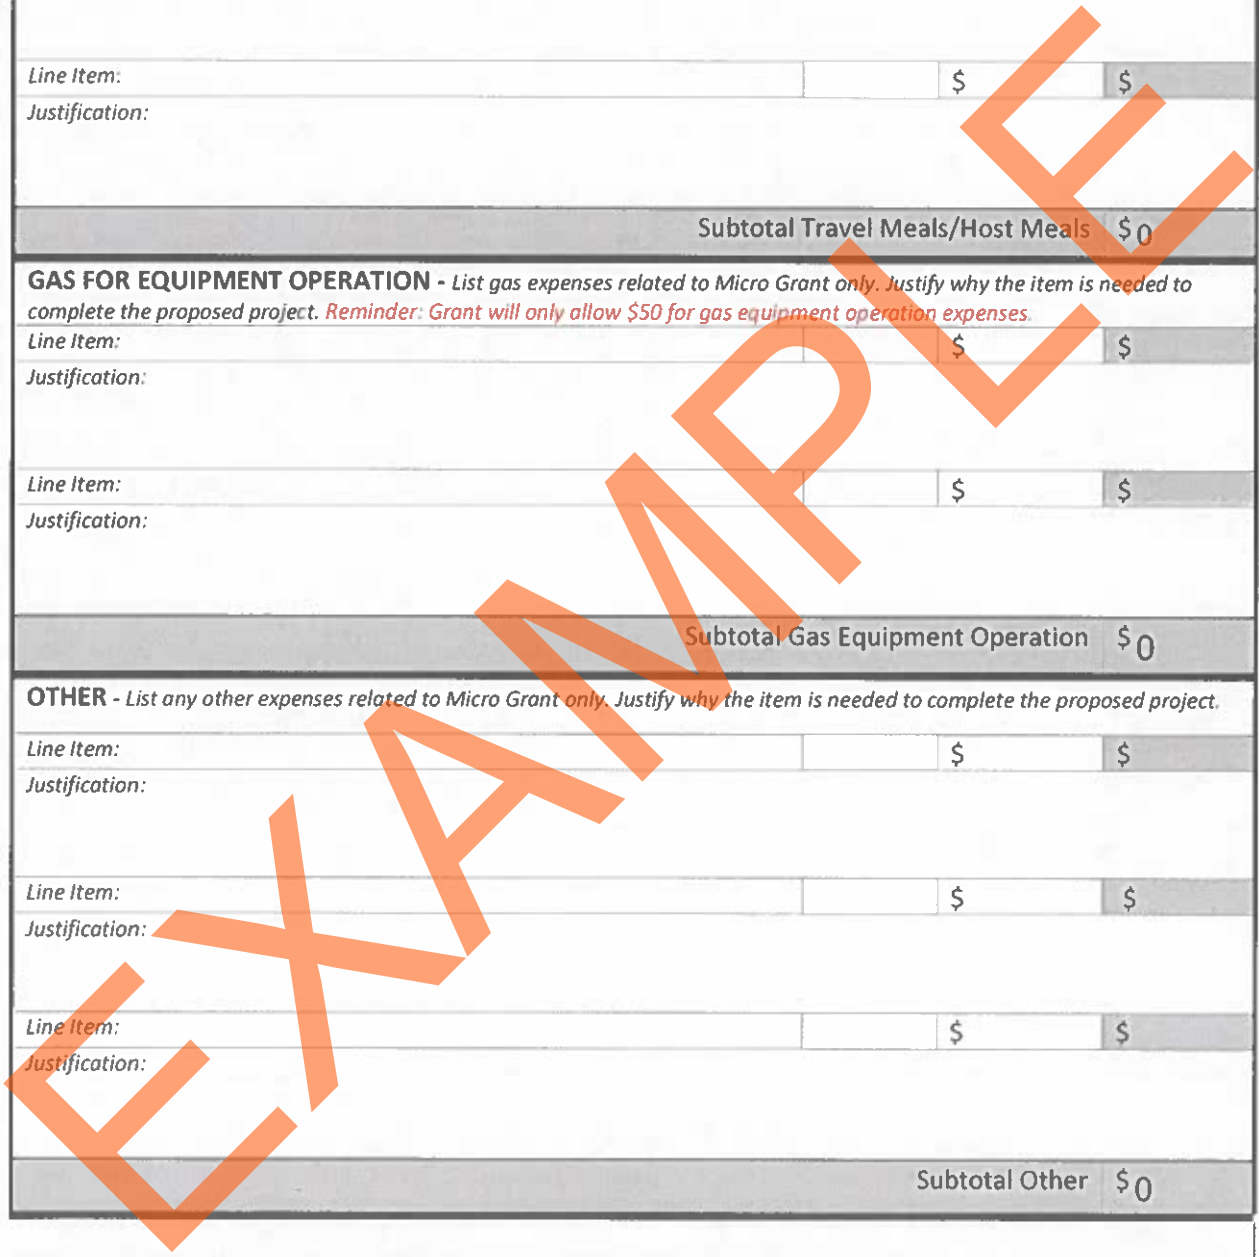 Line Item: $ $
Justification:
Subtotal Travel Meals/Host Meals $ 0
GAS FOR EQUIPMENT OPERATION - List gas expenses related to Micro Grant only. Justify why the item is needed to
complete the proposed project. Reminder: Grant will only allow $50 for gas equipment operation expenses.
Line Item: $ $
Justification:
Line Item: $ $
Justification:
Subtotal Gas Equipment Operation $ 0
OTHER - List any other expenses related to Micro Grant only. Justify why the item is needed to complete the proposed project.
Line Item: $ $
Justification:
Line Item: $ $
Justification:
Line Item: $ $
Justification:
Subtotal Other $ 0
EXAMPLE